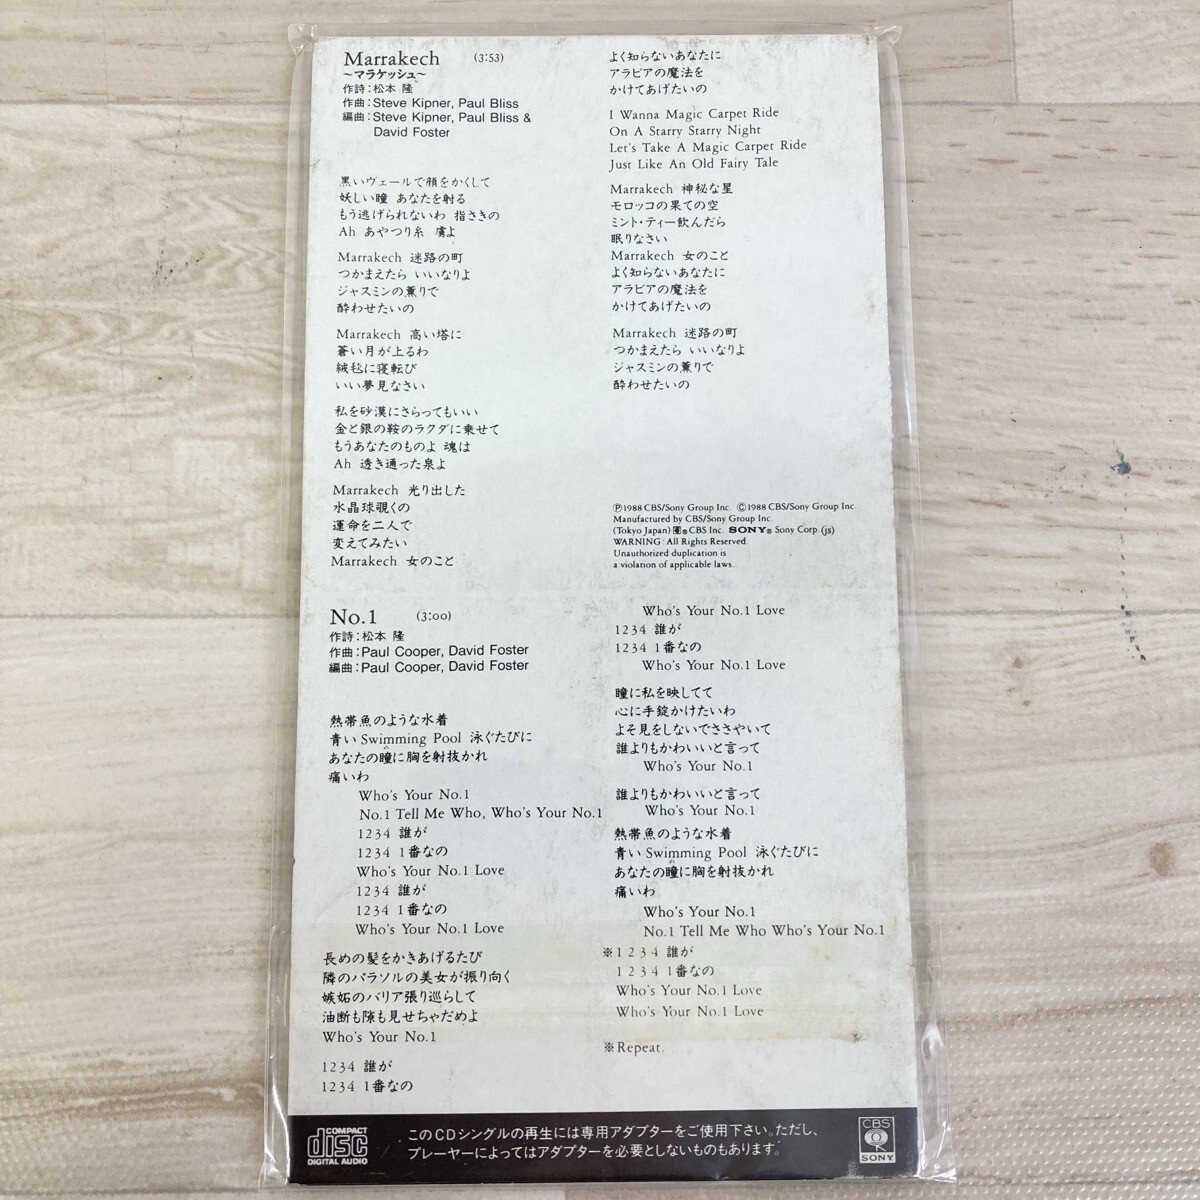 Marrakech (3:53)
〜マラケッシュ〜
作詩:松本 隆
作曲:Steve Kipner, Paul Bliss
編曲:Steve Kipner, Paul Bliss &
David Foster
黒いヴェールで顔をかくして
妖しい瞳 あなたを射る
もう逃げられないわ 指さきの
Ah あやつり糸 虜よ
Marrakech 迷路の町
つかまえたら いいなりよ
ジャスミンの薫りで
酔わせたいの
Marrakech 高い塔に
蒼い月が上るわ
絨毯に寝転び
いい夢見なさい
私を砂漠にさらってもいい
金と銀の鞍のラクダに乗せて
もうあなたのものよ 魂は
Ah 透き通った泉よ
Marrakech 光り出した
水晶球覗くの
運命を二人で
変えてみたい
Marrakech 女のこと
よく知らないあなたに
アラビアの魔法を
かけてあげたいの
I Wanna Magic Carpet Ride
On A Starry Starry Night
Let's Take A Magic Carpet Ride
Just Like An Old Fairy Tale
Marrakech 神秘な星
モロッコの果ての空
ミント・ティー飲んだら
眠りなさい
Marrakech 女のこと
よく知らないあなたに
アラビアの魔法を
かけてあげたいの
Marrakech 迷路の町
つかまえたら いいなりよ
ジャスミンの薫りで
酔わせたいの
Ⓟ1988 CBS/Sony Group Inc. Ⓒ1988 CBS/Sony Group Inc.
Manufactured by CBS/Sony Group Inc.
(Tokyo Japan) ® CBS Inc. SONY® Sony Corp. (js)
WARNING: All Rights Reserved.
Unauthorized duplication is
a violation of applicable laws.
No.1 (3:00)
作詩:松本 隆
作曲:Paul Cooper, David Foster
編曲:Paul Cooper, David Foster
熱帯魚のような水着
青い Swimming Pool 泳ぐたびに
あなたの瞳に胸を射抜かれ
痛いわ
Who's Your No.1
No.1 Tell Me Who, Who's Your No.1
1234 誰が
1234 1番なの
Who's Your No.1 Love
1234 誰が
1234 1番なの
Who's Your No.1 Love
長めの髪をかきあげるたび
隣のパラソルの美女が振り向く
嫉妬のバリア張り巡らして
油断も隙も見せちゃだめよ
Who's Your No.1
1234 誰が
1234 1番なの
Who's Your No.1 Love
1234 誰が
1234 1番なの
Who's Your No.1 Love
瞳に私を映してて
心に手錠かけたいわ
よそ見をしないでささやいて
誰よりもかわいいと言って
Who's Your No.1
誰よりもかわいいと言って
Who's Your No.1
熱帯魚のような水着
青い Swimming Pool 泳ぐたびに
あなたの瞳に胸を射抜かれ
痛いわ
Who's Your No.1
No.1 Tell Me Who Who's Your No.1
※1234 誰が
1234 1番なの
Who's Your No.1 Love
Who's Your No.1 Love
※Repeat.
COMPACT
disc
DIGITAL AUDIO
このCDシングルの再生には専用アダプターをご使用下さい。ただし、
プレーヤーによってはアダプターを必要としないものもあります。
CBS
SONY